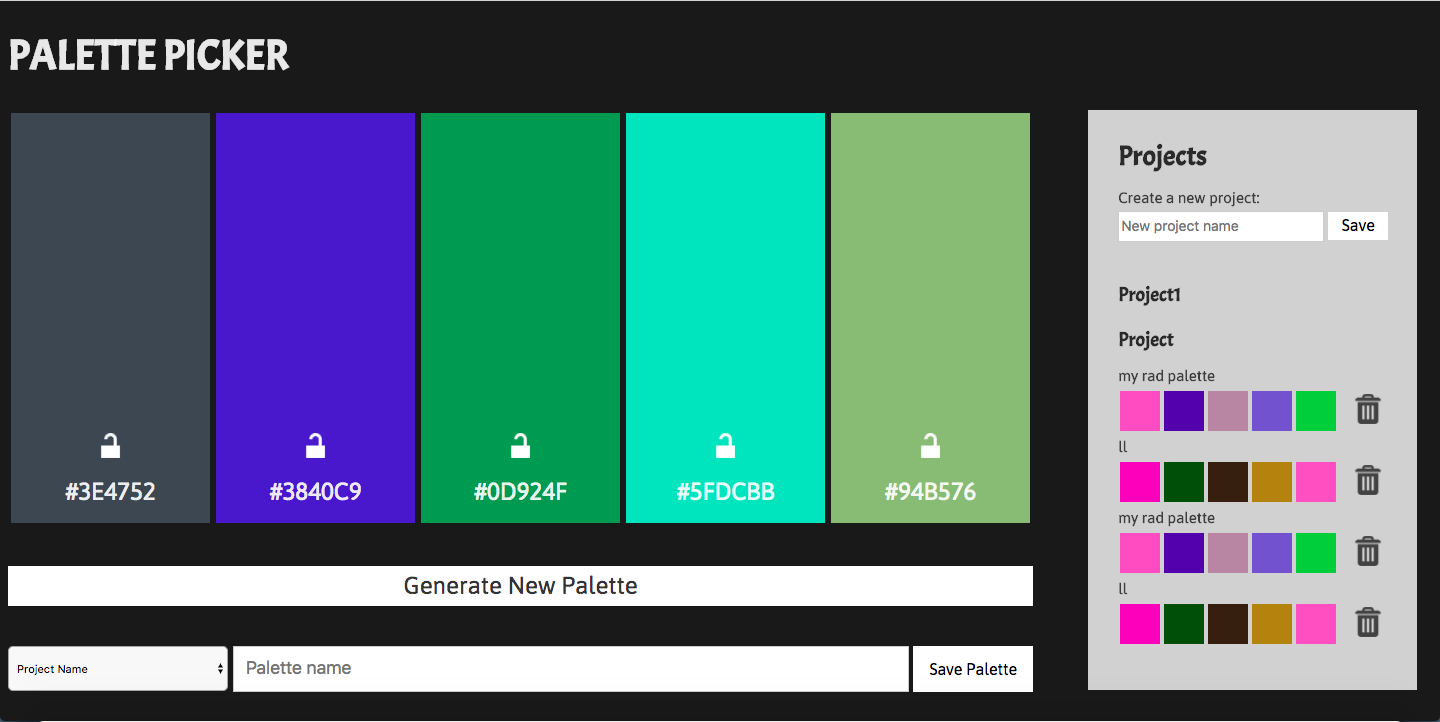 PALETTE PICKER
#3E4752
#3840C9
#0D924F
#5FDCBB
#94B576
Generate New Palette
Project Name
Palette name
Save Palette
Projects
Create a new project:
New project name
Save
Project1
Project
my rad palette
ll
my rad palette
ll